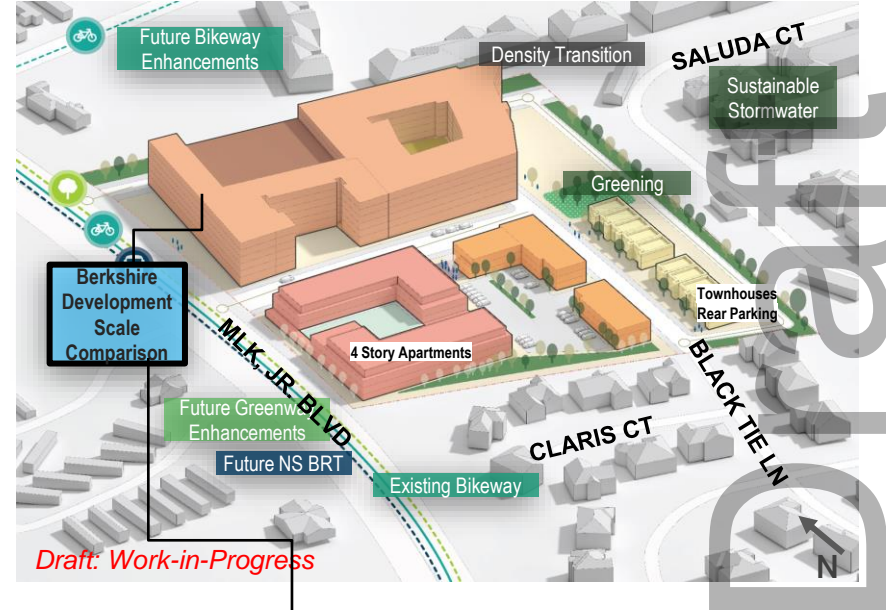 Future Bikeway
Enhancements
Density Transition
SALUDA CT
Sustainable
Stormwater
Greening
Berkshire
Development
Scale
Comparison
Townhouses
Rear Parking
4 Story Apartments
MLK, JR. BLVD
BLACK TIE LN
Future Greenway
Enhancements
CLARIS CT
Future NS BRT
Existing Bikeway
Draft: Work-in-Progress
N
Draft